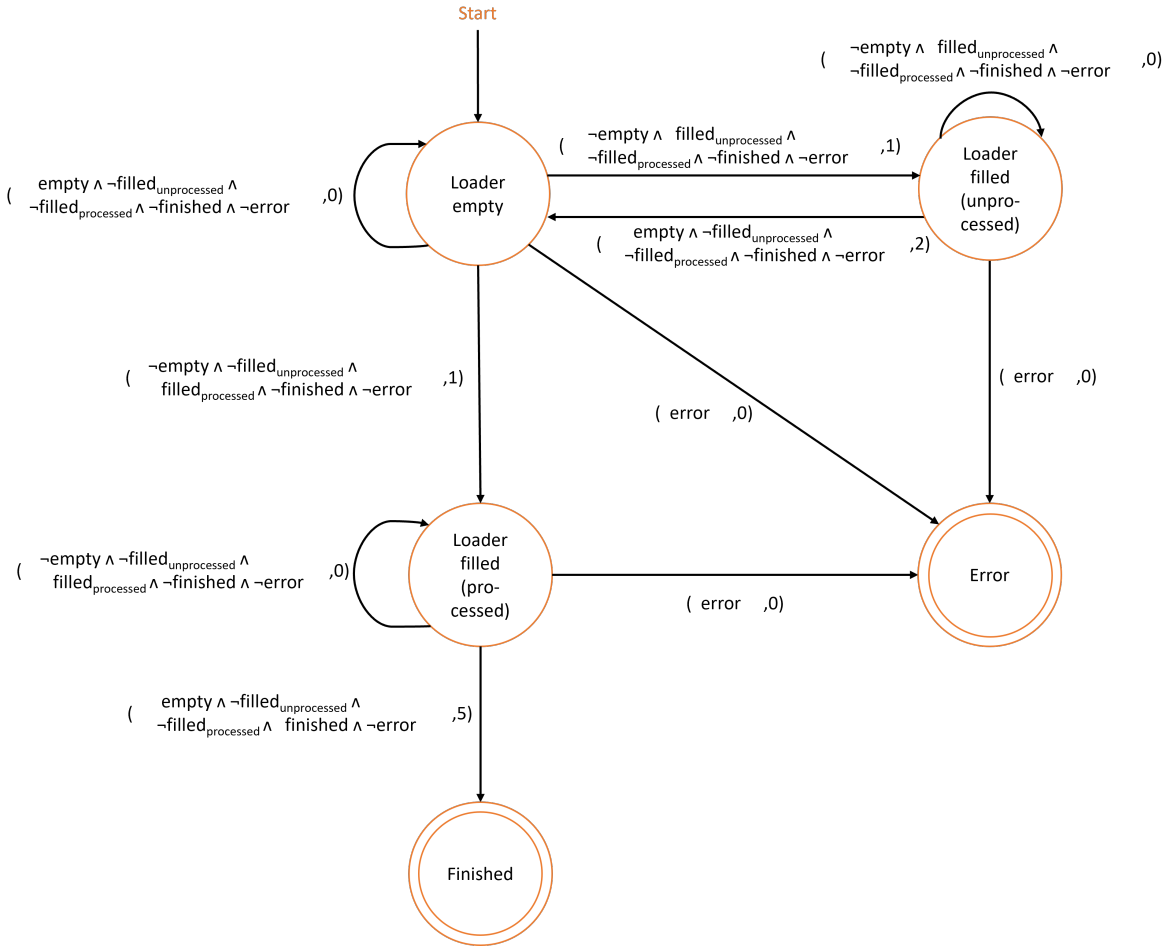 Start
( ¬empty ∧ filled_unprocessed ∧
¬filled_processed ∧ ¬finished ∧ ¬error ,0)
( ¬empty ∧ filled_unprocessed ∧
¬filled_processed ∧ ¬finished ∧ ¬error ,1)
Loader
filled
(unpro-
cessed)
Loader
empty
( empty ∧ ¬filled_unprocessed ∧
¬filled_processed ∧ ¬finished ∧ ¬error ,0)
( empty ∧ ¬filled_unprocessed ∧
¬filled_processed ∧ ¬finished ∧ ¬error ,2)
( ¬empty ∧ ¬filled_unprocessed ∧
filled_processed ∧ ¬finished ∧ ¬error ,1)
( error ,0)
( error ,0)
( ¬empty ∧ ¬filled_unprocessed ∧
filled_processed ∧ ¬finished ∧ ¬error ,0)
Loader
filled
(pro-
cessed)
Error
( error ,0)
( empty ∧ ¬filled_unprocessed ∧
¬filled_processed ∧ finished ∧ ¬error ,5)
Finished